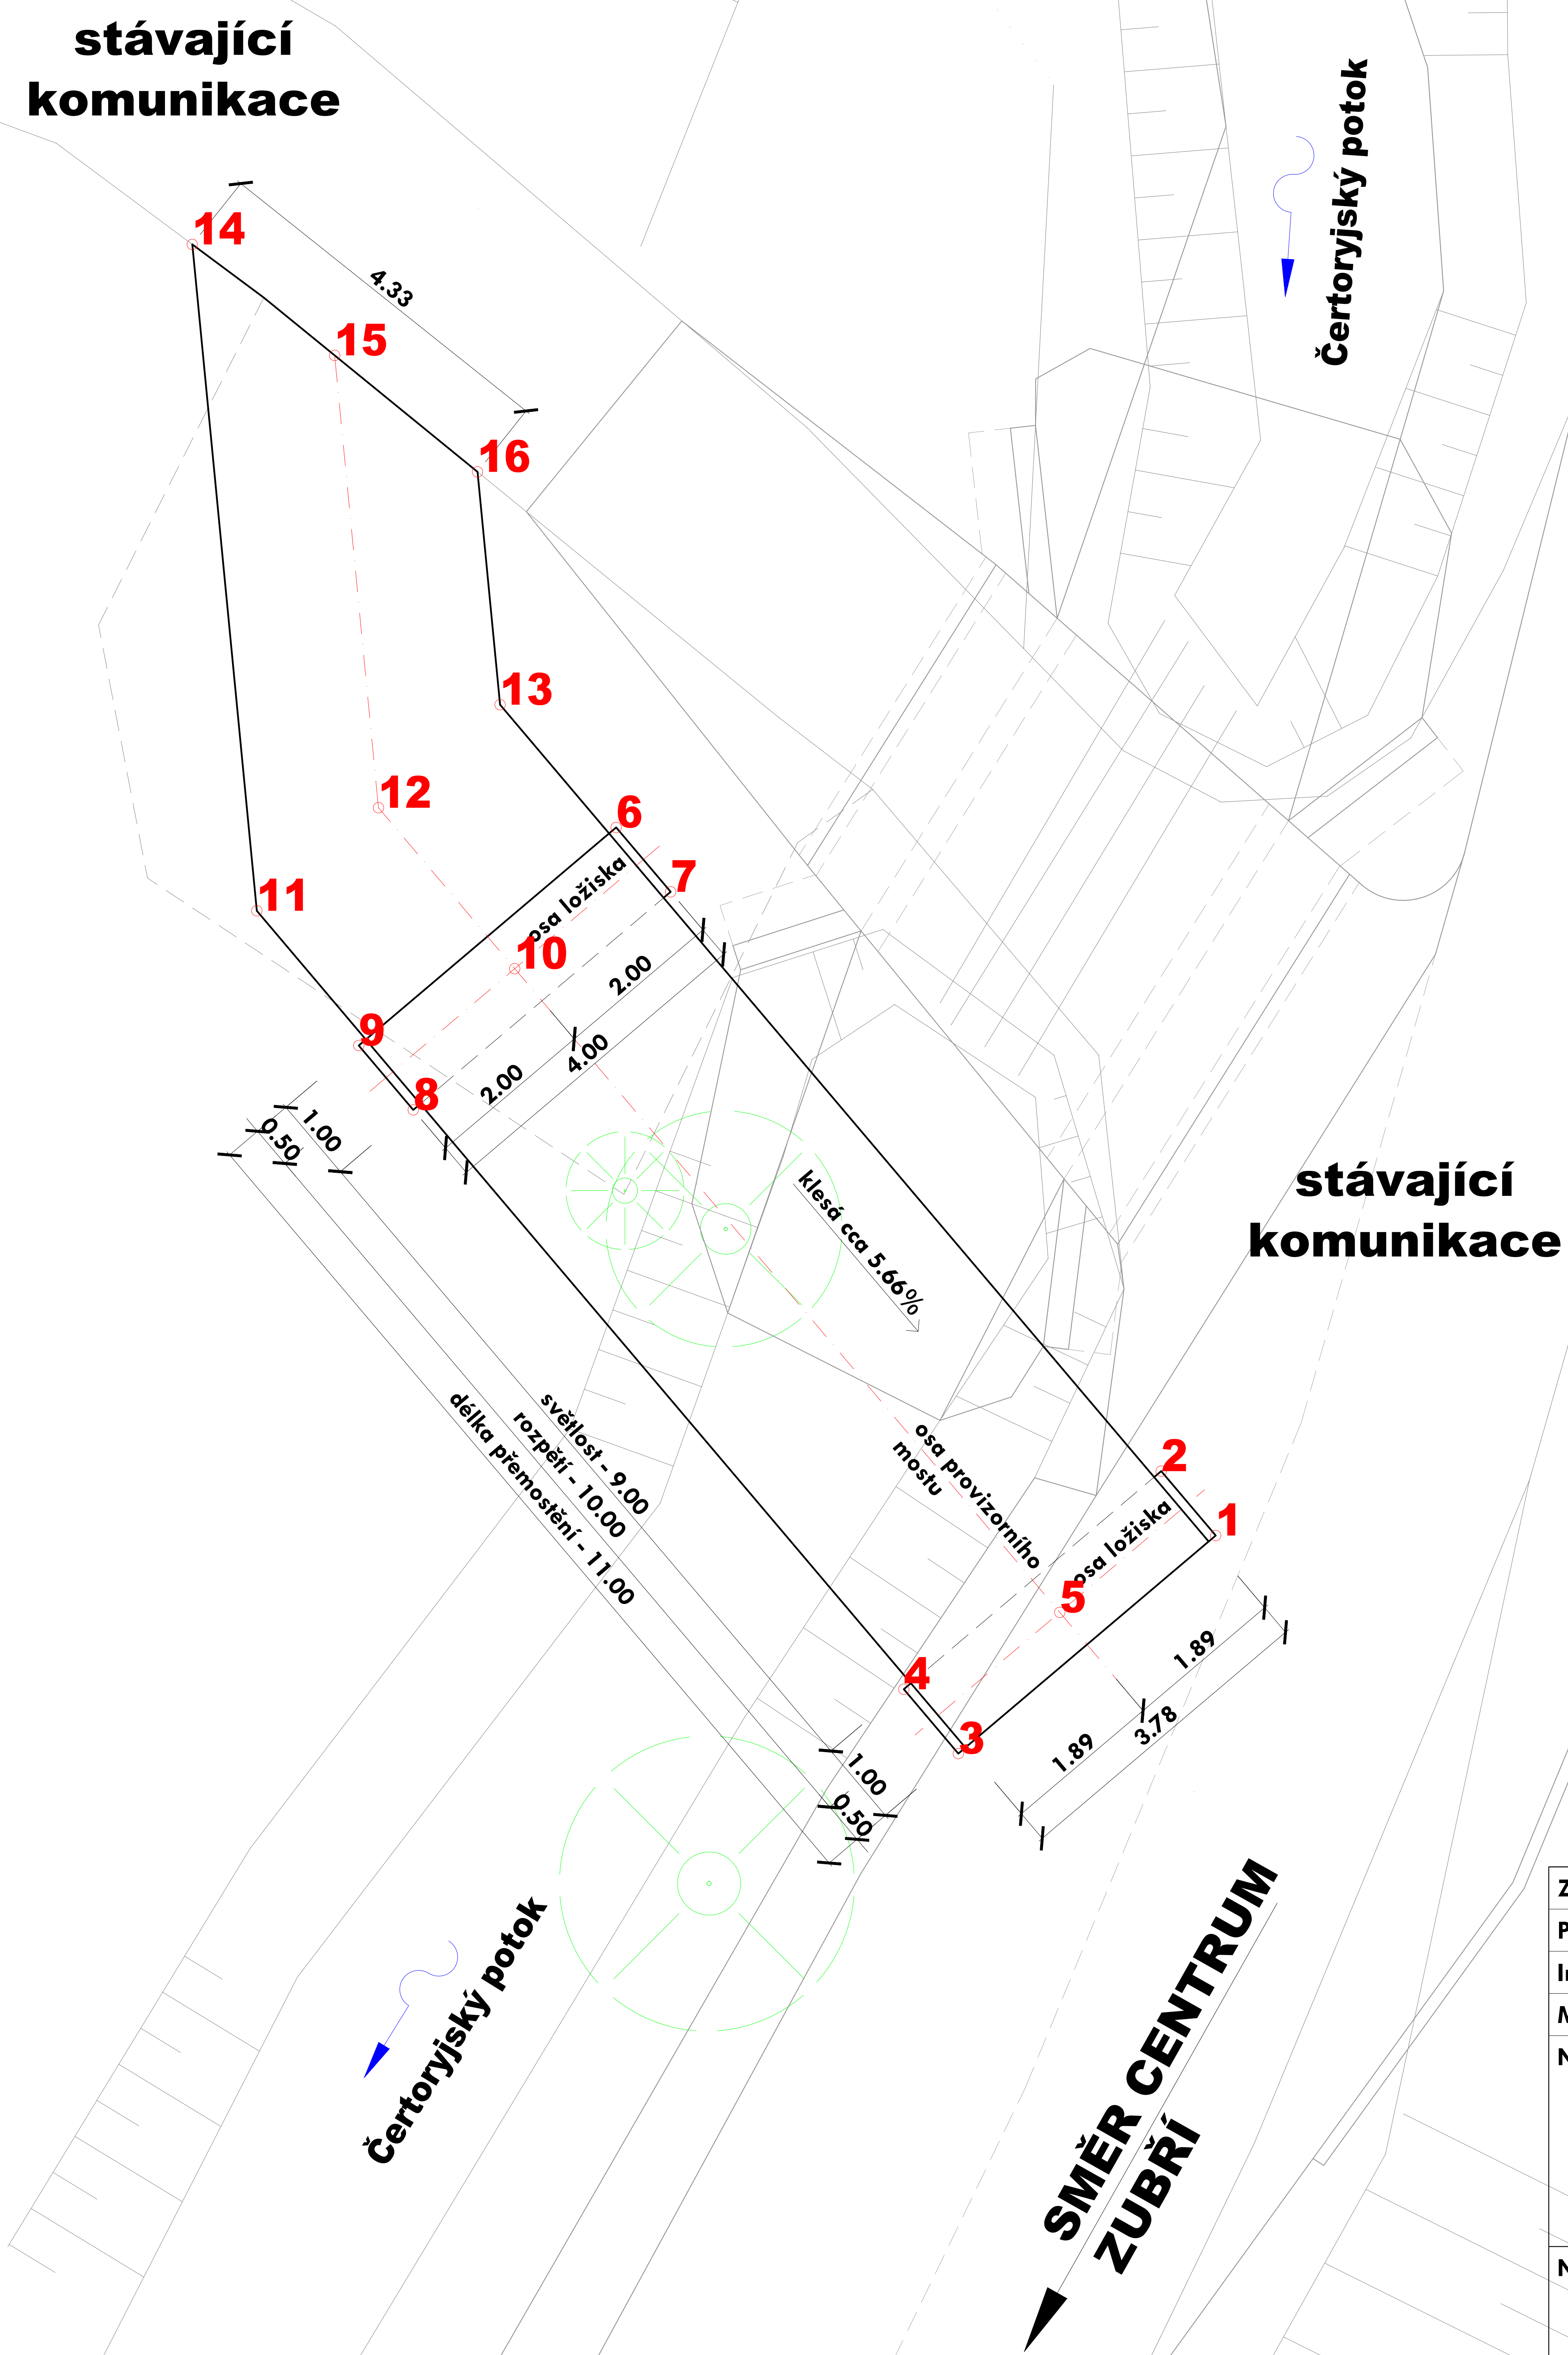 stávající
komunikace
Čertoryjský potok
14
4.33
15
16
13
12
6
7
osa ložiska
11
10
2.00
9
4.00
2.00
8
1.00
0.50
stávající
komunikace
klesá cca 5.66%
světlost - 9.00
rozpětí - 10.00
délka přemostění - 11.00
osa provizorního
mostu
2
1
osa ložiska
5
1.89
4
3
3.78
1.89
1.00
0.50
Čertoryjský potok
SMĚR CENTRUM
ZUBŘÍ